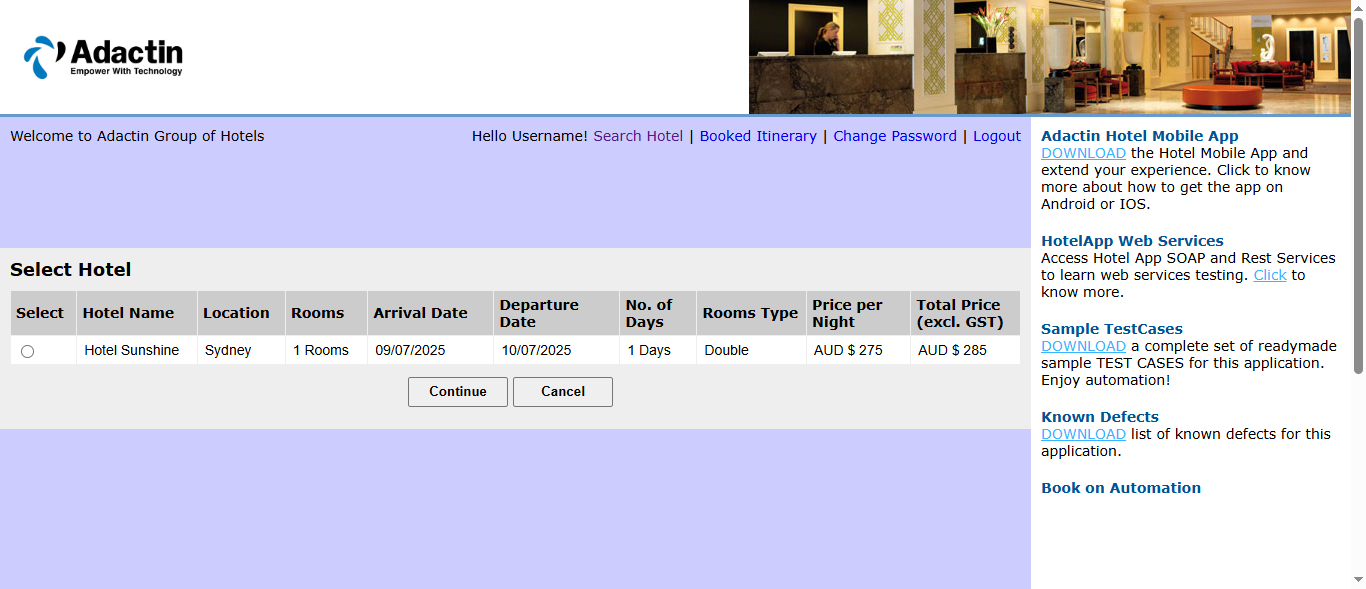 Adactin
Empower With Technology
Welcome to Adactin Group of Hotels
Hello Username! Search Hotel | Booked Itinerary | Change Password | Logout
Select Hotel
Select Hotel Name Location Rooms Arrival Date Departure Date No. of Days Rooms Type Price per Night Total Price (excl. GST)
Hotel Sunshine Sydney 1 Rooms 09/07/2025 10/07/2025 1 Days Double AUD $ 275 AUD $ 285
Continue Cancel
Adactin Hotel Mobile App
DOWNLOAD the Hotel Mobile App and
extend your experience. Click to know
more about how to get the app on
Android or IOS.
HotelApp Web Services
Access Hotel App SOAP and Rest Services
to learn web services testing. Click to
know more.
Sample TestCases
DOWNLOAD a complete set of readymade
sample TEST CASES for this application.
Enjoy automation!
Known Defects
DOWNLOAD list of known defects for this
application.
Book on Automation